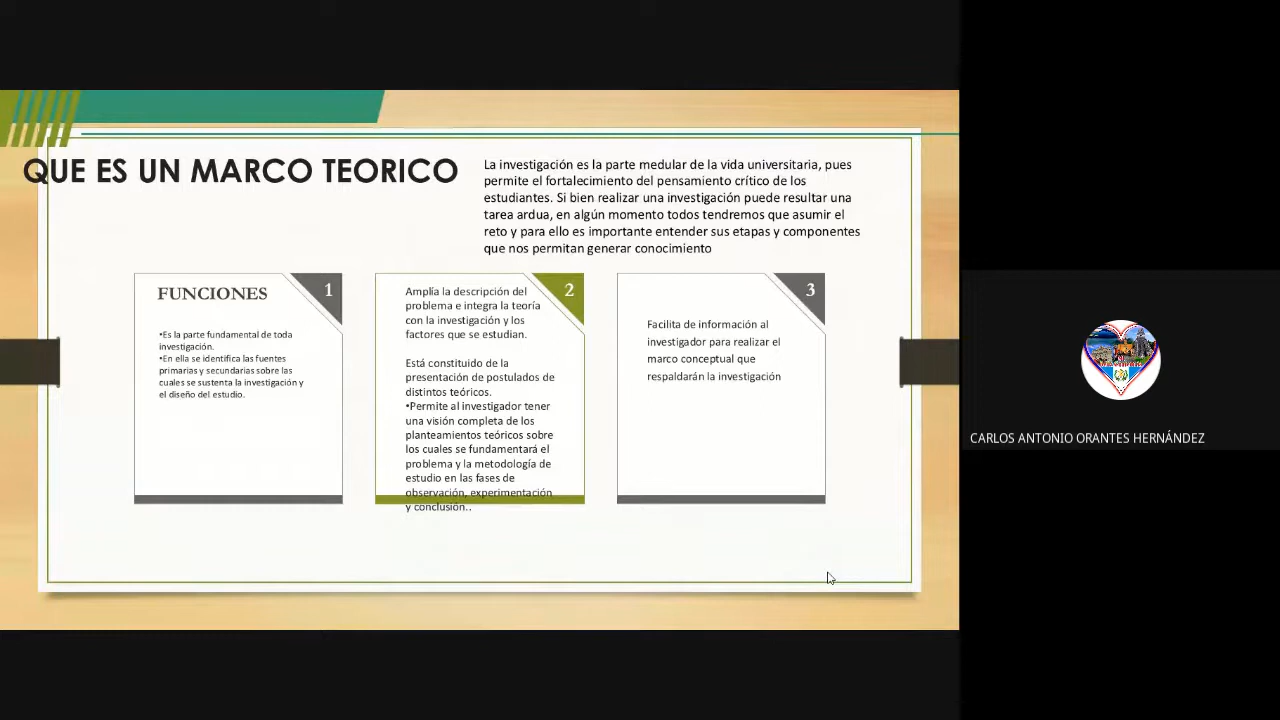 QUE ES UN MARCO TEORICO
La investigación es la parte medular de la vida universitaria, pues
permite el fortalecimiento del pensamiento crítico de los
estudiantes. Si bien realizar una investigación puede resultar una
tarea ardua, en algún momento todos tendremos que asumir el
reto y para ello es importante entender sus etapas y componentes
que nos permitan generar conocimiento
1
FUNCIONES
•Es la parte fundamental de toda
investigación.
•En ella se identifica las fuentes
primarias y secundarias sobre las
cuales se sustenta la investigación y
el diseño del estudio.
2
Amplía la descripción del
problema e integra la teoría
con la investigación y los
factores que se estudian.
Está constituido de la
presentación de postulados de
distintos teóricos.
•Permite al investigador tener
una visión completa de los
planteamientos teóricos sobre
los cuales se fundamentará el
problema y la metodología de
estudio en las fases de
observación, experimentación
y conclusión..
3
Facilita de información al
investigador para realizar el
marco conceptual que
respaldarán la investigación
CARLOS ANTONIO ORANTES HERNÁNDEZ